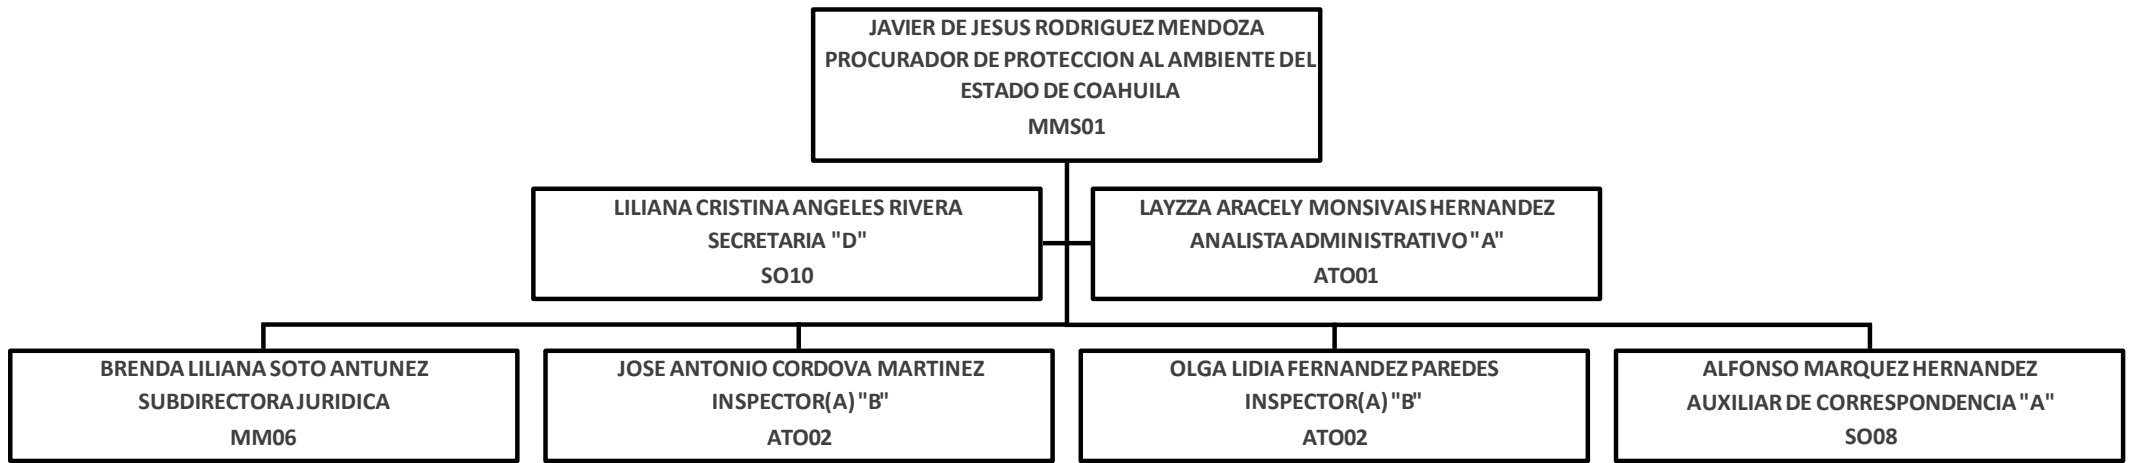 JAVIER DE JESUS RODRIGUEZ MENDOZA
PROCURADOR DE PROTECCION AL AMBIENTE DEL
ESTADO DE COAHUILA
MMS01
LILIANA CRISTINA ANGELES RIVERA
SECRETARIA "D"
SO10
LAYZZA ARACELY MONSIVAIS HERNANDEZ
ANALISTA ADMINISTRATIVO "A"
ATO01
BRENDA LILIANA SOTO ANTUNEZ
SUBDIRECTORA JURIDICA
MM06
JOSE ANTONIO CORDOVA MARTINEZ
INSPECTOR(A) "B"
ATO02
OLGA LIDIA FERNANDEZ PAREDES
INSPECTOR(A) "B"
ATO02
ALFONSO MARQUEZ HERNANDEZ
AUXILIAR DE CORRESPONDENCIA "A"
SO08